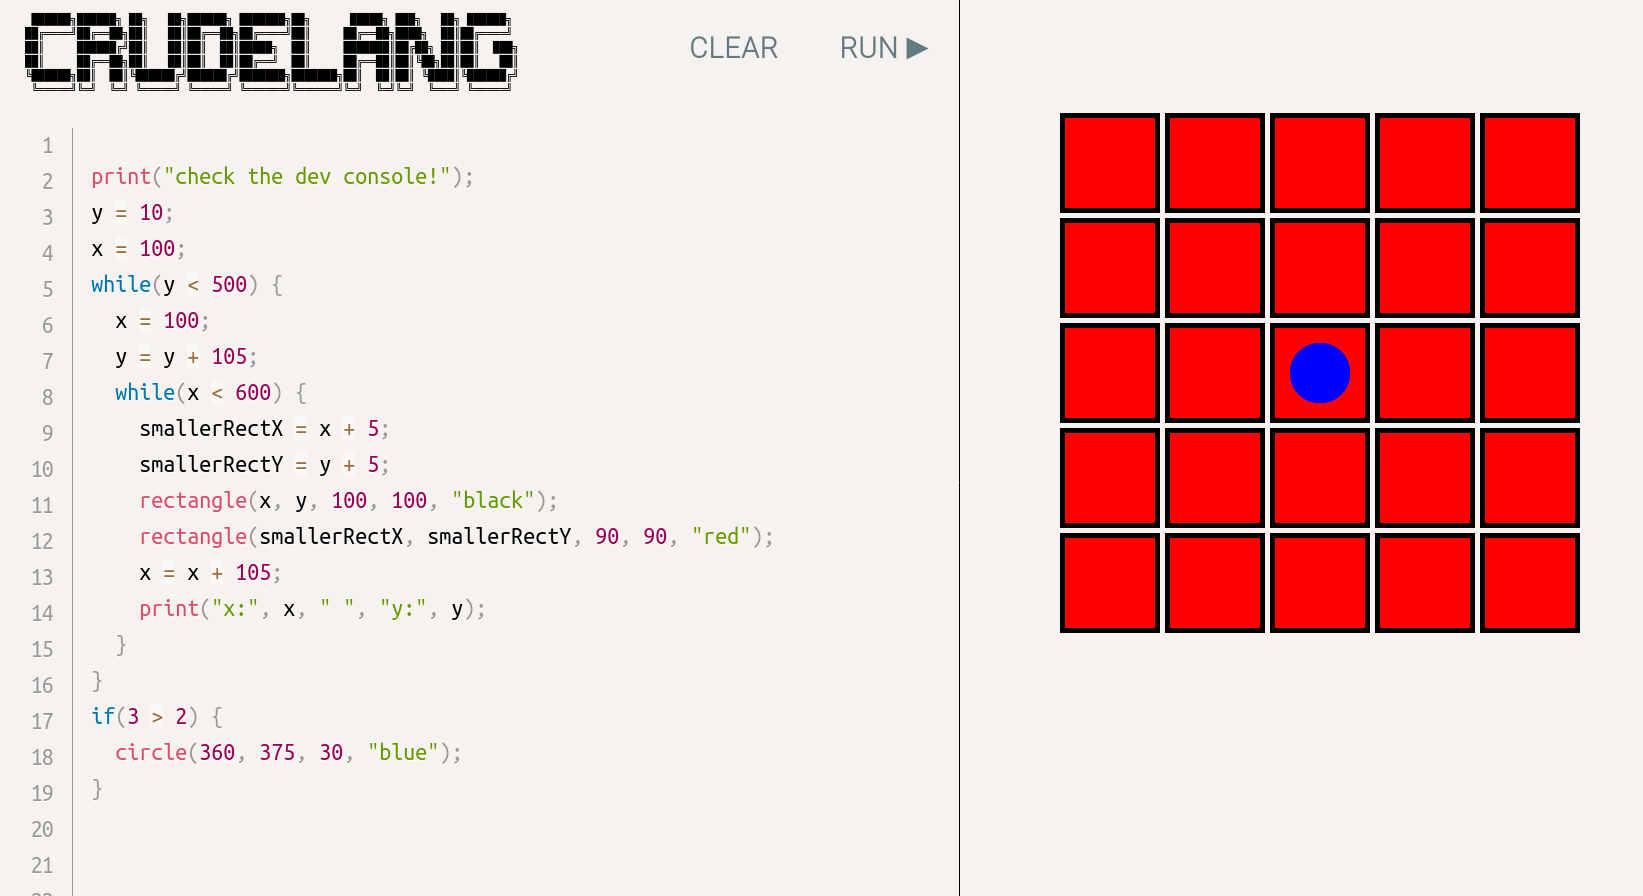 CRUDELANG
CLEAR RUN ▶
1
2 print("check the dev console!");
3 y = 10;
4 x = 100;
5 while(y < 500) {
6   x = 100;
7   y = y + 105;
8   while(x < 600) {
9     smallerRectX = x + 5;
10     smallerRectY = y + 5;
11     rectangle(x, y, 100, 100, "black");
12     rectangle(smallerRectX, smallerRectY, 90, 90, "red");
13     x = x + 105;
14     print("x:", x, " ", "y:", y);
15   }
16 }
17 if(3 > 2) {
18   circle(360, 375, 30, "blue");
19 }
20
21